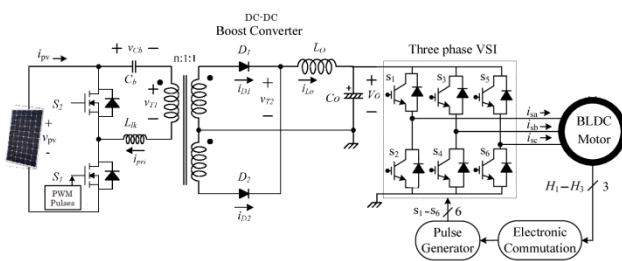 DC-DC
Boost Converter
i_pv
+ v_Cb −
C_b
n:1:1
D_1
i_D1
L_O
i_Lo
Three phase VSI
S_2
+ v_T1 −
+ v_T2 −
C_O
+ V_O −
s_1
s_3
s_5
i_sa
i_sb
i_sc
BLDC
Motor
+ v_pv -
L_lk
i_pri
S_1
PWM
Pulses
D_2
i_D2
s_2
s_4
s_6
H_1−H_3
3
s_1−s_6
6
Pulse
Generator
Electronic
Commutation